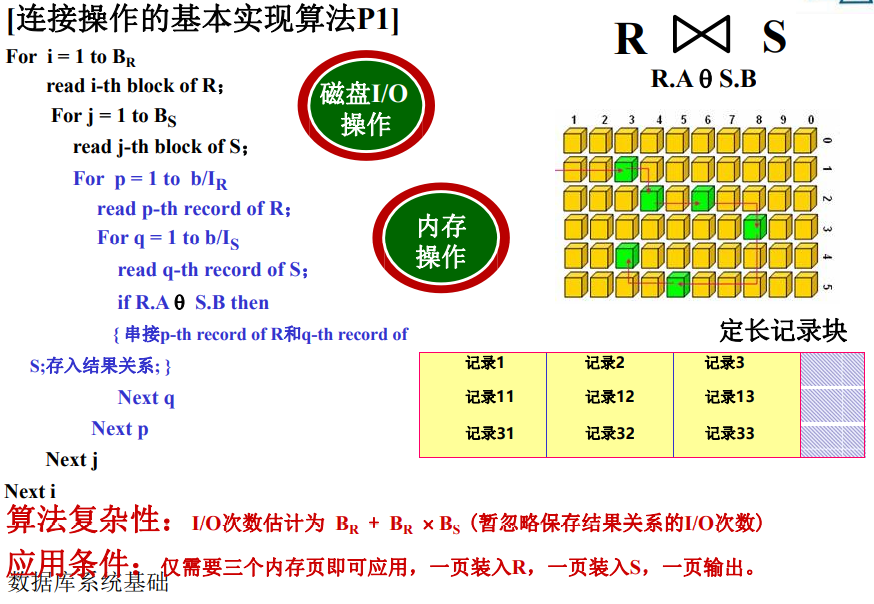 [连接操作的基本实现算法P1]
For i = 1 to BR
read i-th block of R；
For j = 1 to BS
read j-th block of S；
For p = 1 to b/IR
read p-th record of R；
For q = 1 to b/IS
read q-th record of S；
if R.A θ S.B then
{ 串接p-th record of R和q-th record of
S;存入结果关系; }
Next q
Next p
Next j
Next i
磁盘I/O
操作
内存
操作
R ⋈ S
R.A θ S.B
1 2 3 4 5 6 7 8 9 0
0
1
2
3
4
5
定长记录块
记录1 记录2 记录3
记录11 记录12 记录13
记录31 记录32 记录33
算法复杂性：I/O次数估计为 BR + BR × BS (暂忽略保存结果关系的I/O次数)
应用条件：仅需要三个内存页即可应用，一页装入R，一页装入S，一页输出。
数据库系统基础